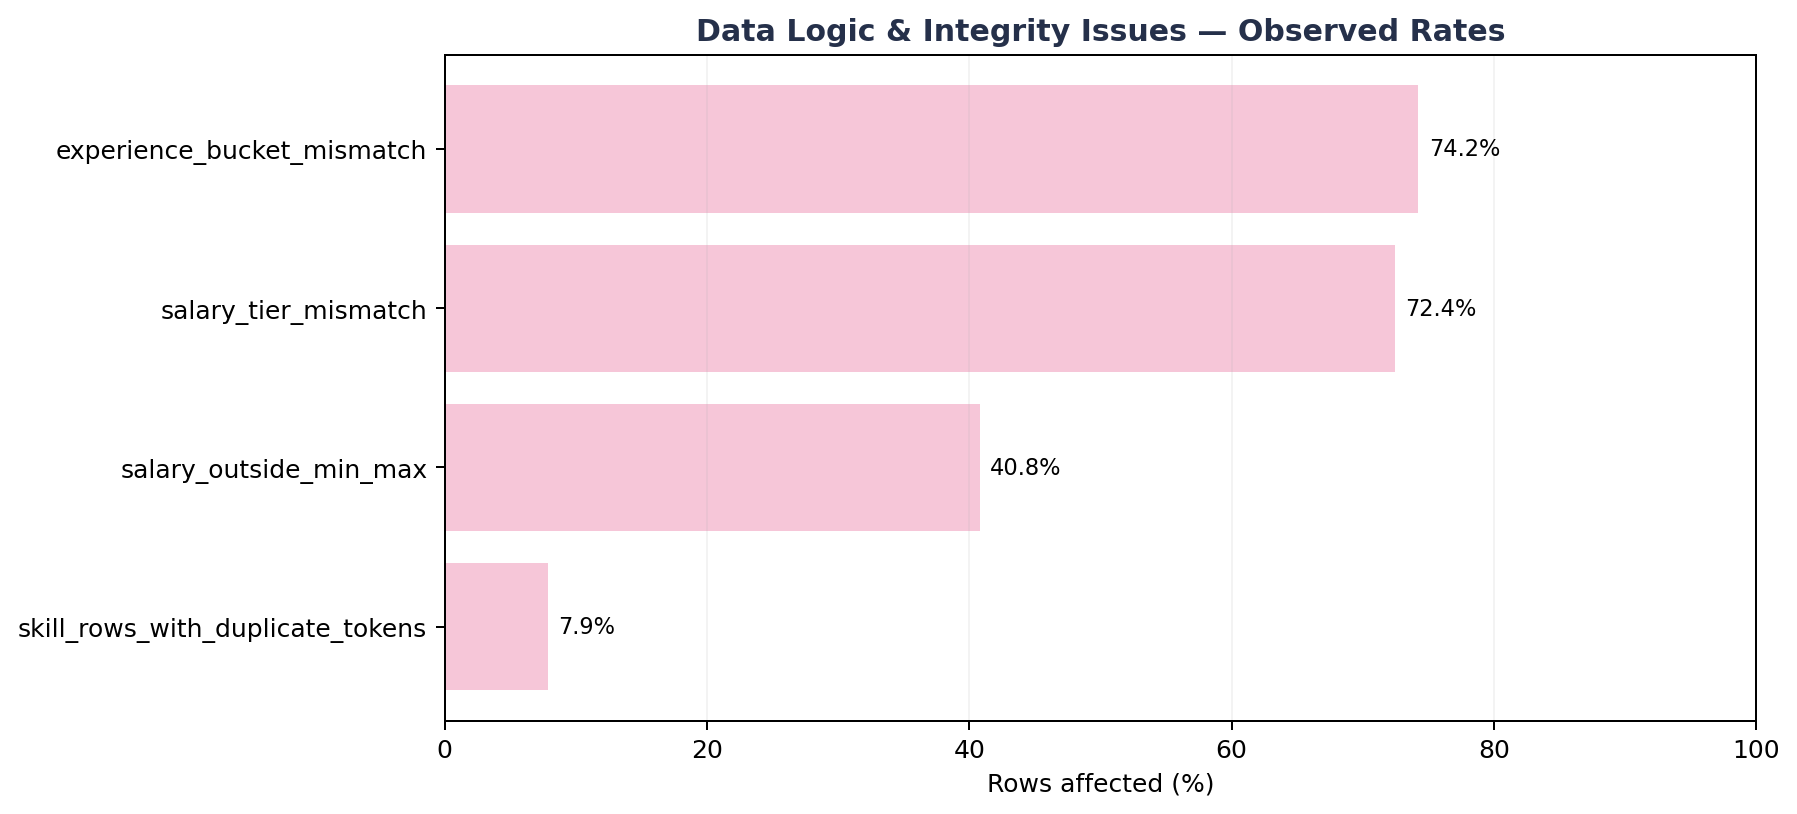 Data Logic & Integrity Issues — Observed Rates
experience_bucket_mismatch
74.2%
salary_tier_mismatch
72.4%
salary_outside_min_max
40.8%
skill_rows_with_duplicate_tokens
7.9%
0 20 40 60 80 100
Rows affected (%)